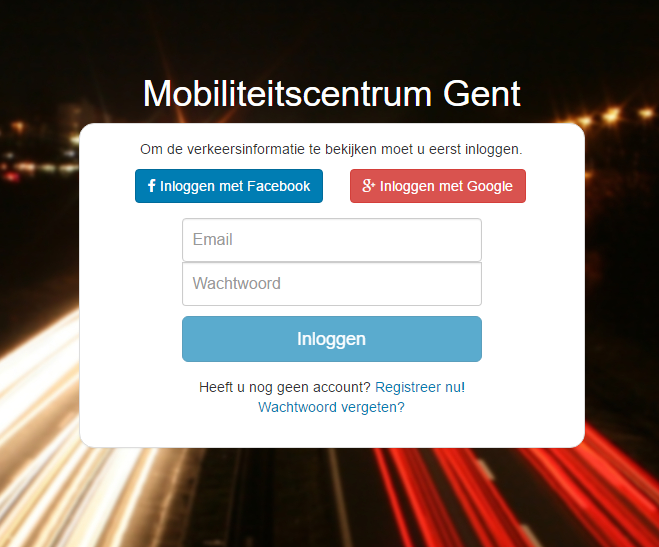 Mobiliteitscentrum Gent
Om de verkeersinformatie te bekijken moet u eerst inloggen.
Inloggen met Facebook
Inloggen met Google
Email
Wachtwoord
Inloggen
Heeft u nog geen account? Registreer nu!
Wachtwoord vergeten?